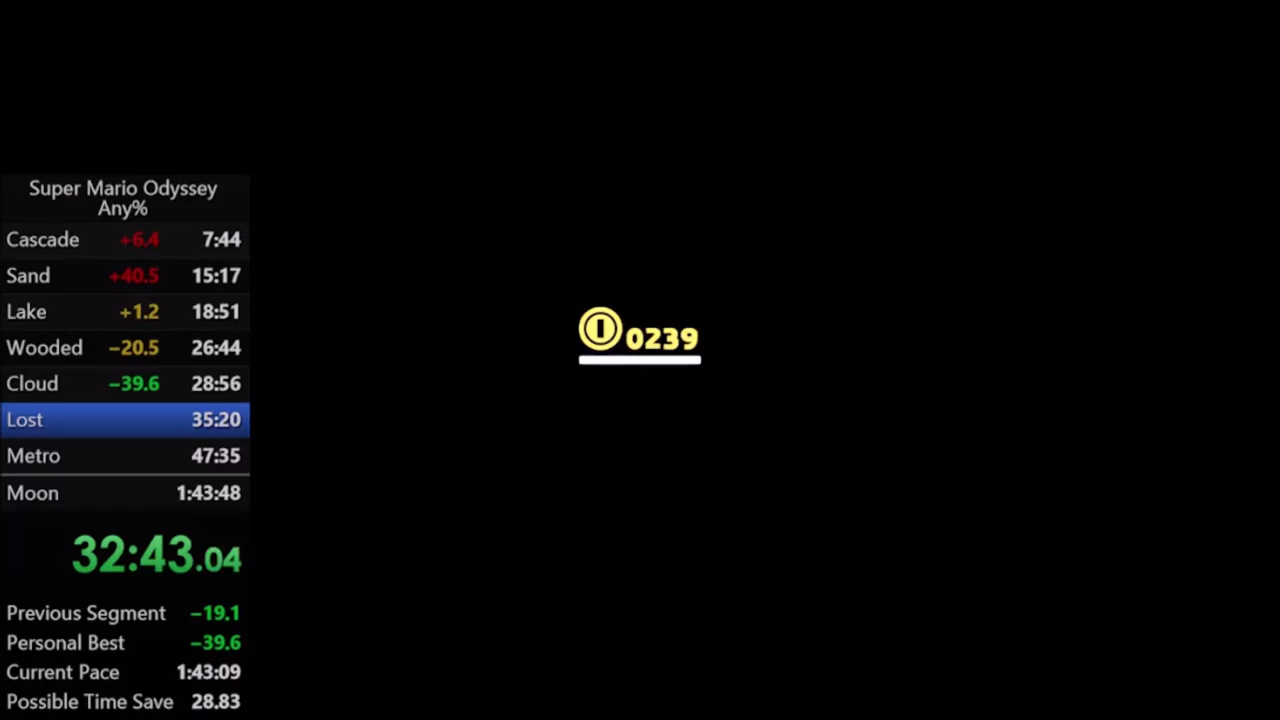 Super Mario Odyssey
Any%
Cascade +6.4 7:44
Sand +40.5 15:17
Lake +1.2 18:51
Wooded −20.5 26:44
Cloud −39.6 28:56
Lost 35:20
Metro 47:35
Moon 1:43:48
32:43.04
Previous Segment −19.1
Personal Best −39.6
Current Pace 1:43:09
Possible Time Save 28.83
0239